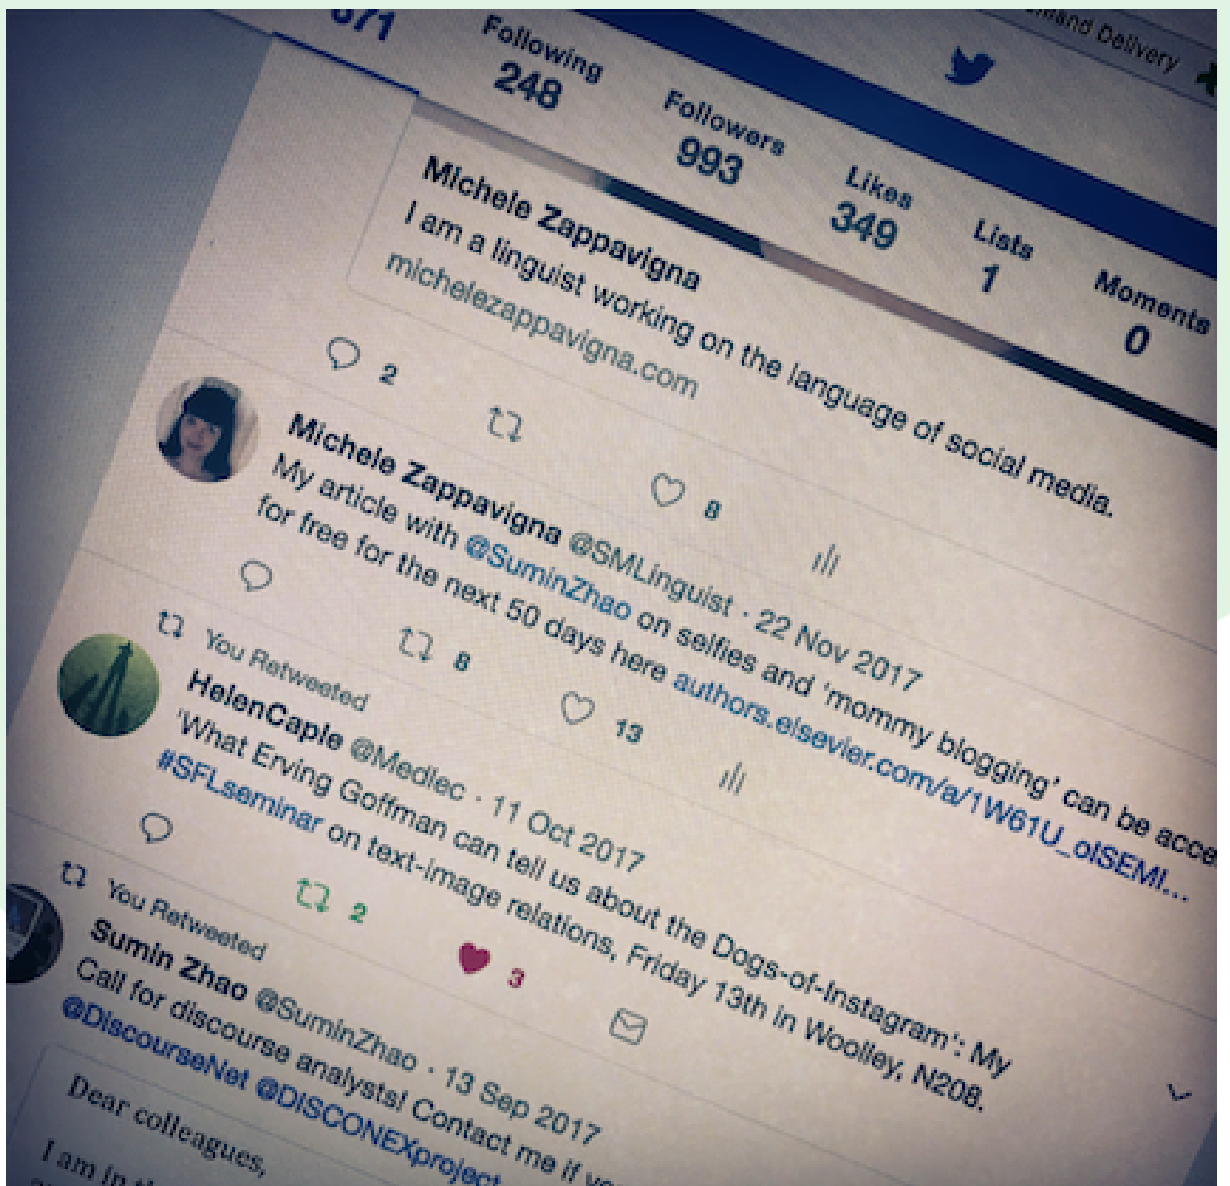 Delivery
671
Following
248
Followers
993
Likes
349
Lists
1
Moments
0
Michele Zappavigna
I am a linguist working on the language of social media.
michelezappavigna.com
2
8
Michele Zappavigna @SMLinguist · 22 Nov 2017
My article with @SuminZhao on selfies and 'mommy blogging' can be acce
for free for the next 50 days here authors.elsevier.com/a/1W61U_oISEMI...
8
13
You Retweeted
HelenCaple @Medlec · 11 Oct 2017
'What Erving Goffman can tell us about the Dogs-of-Instagram': My
#SFLseminar on text-image relations, Friday 13th in Woolley, N208.
2
3
You Retweeted
Sumin Zhao @SuminZhao · 13 Sep 2017
Call for discourse analysts! Contact me if
@DiscourseNet @DISCONEXproject
Dear colleagues,
I am in